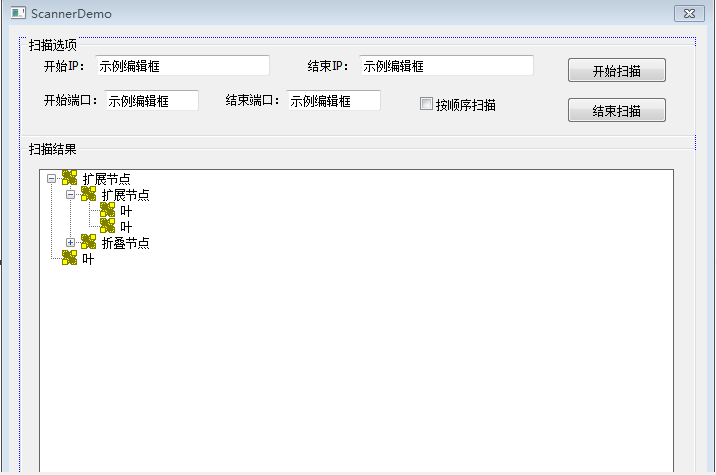 ScannerDemo
扫描选项
开始IP: 示例编辑框 结束IP: 示例编辑框 开始扫描
开始端口: 示例编辑框 结束端口: 示例编辑框 按顺序扫描 结束扫描
扫描结果
扩展节点
扩展节点
叶
叶
折叠节点
叶